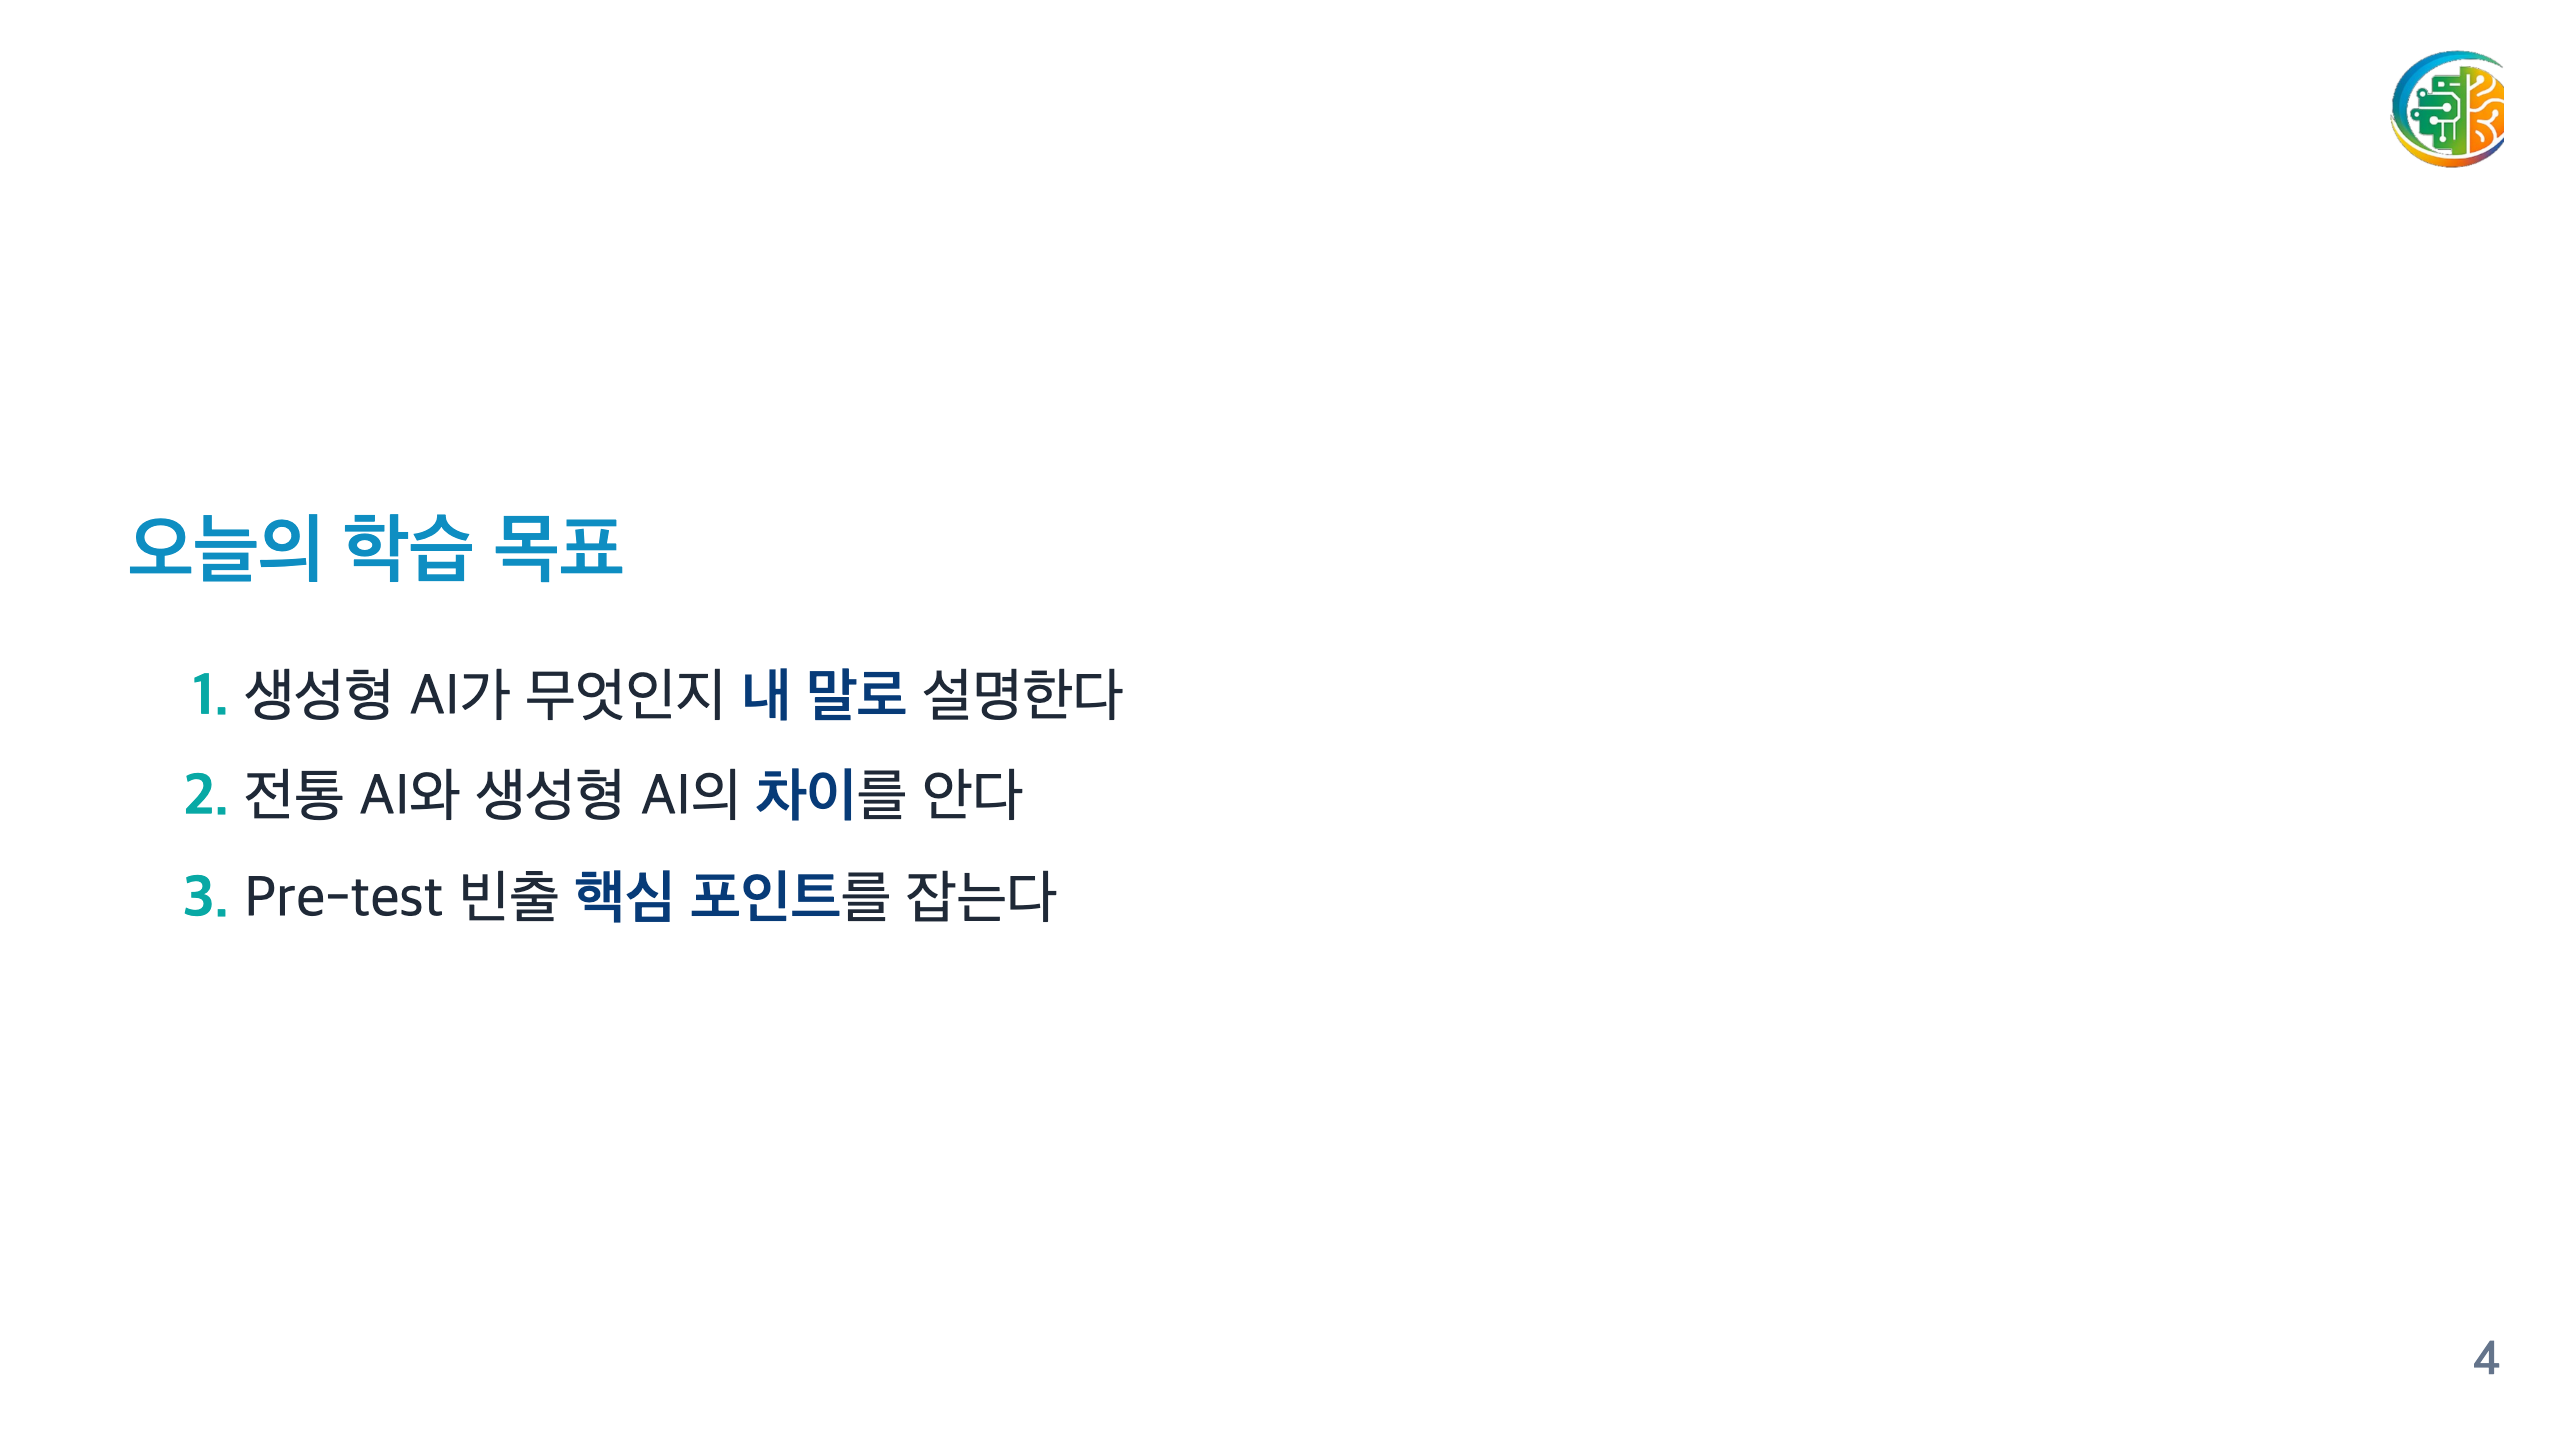 오늘의 학습 목표
1. 생성형 AI가 무엇인지 내 말로 설명한다
2. 전통 AI와 생성형 AI의 차이를 안다
3. Pre-test 빈출 핵심 포인트를 잡는다
4